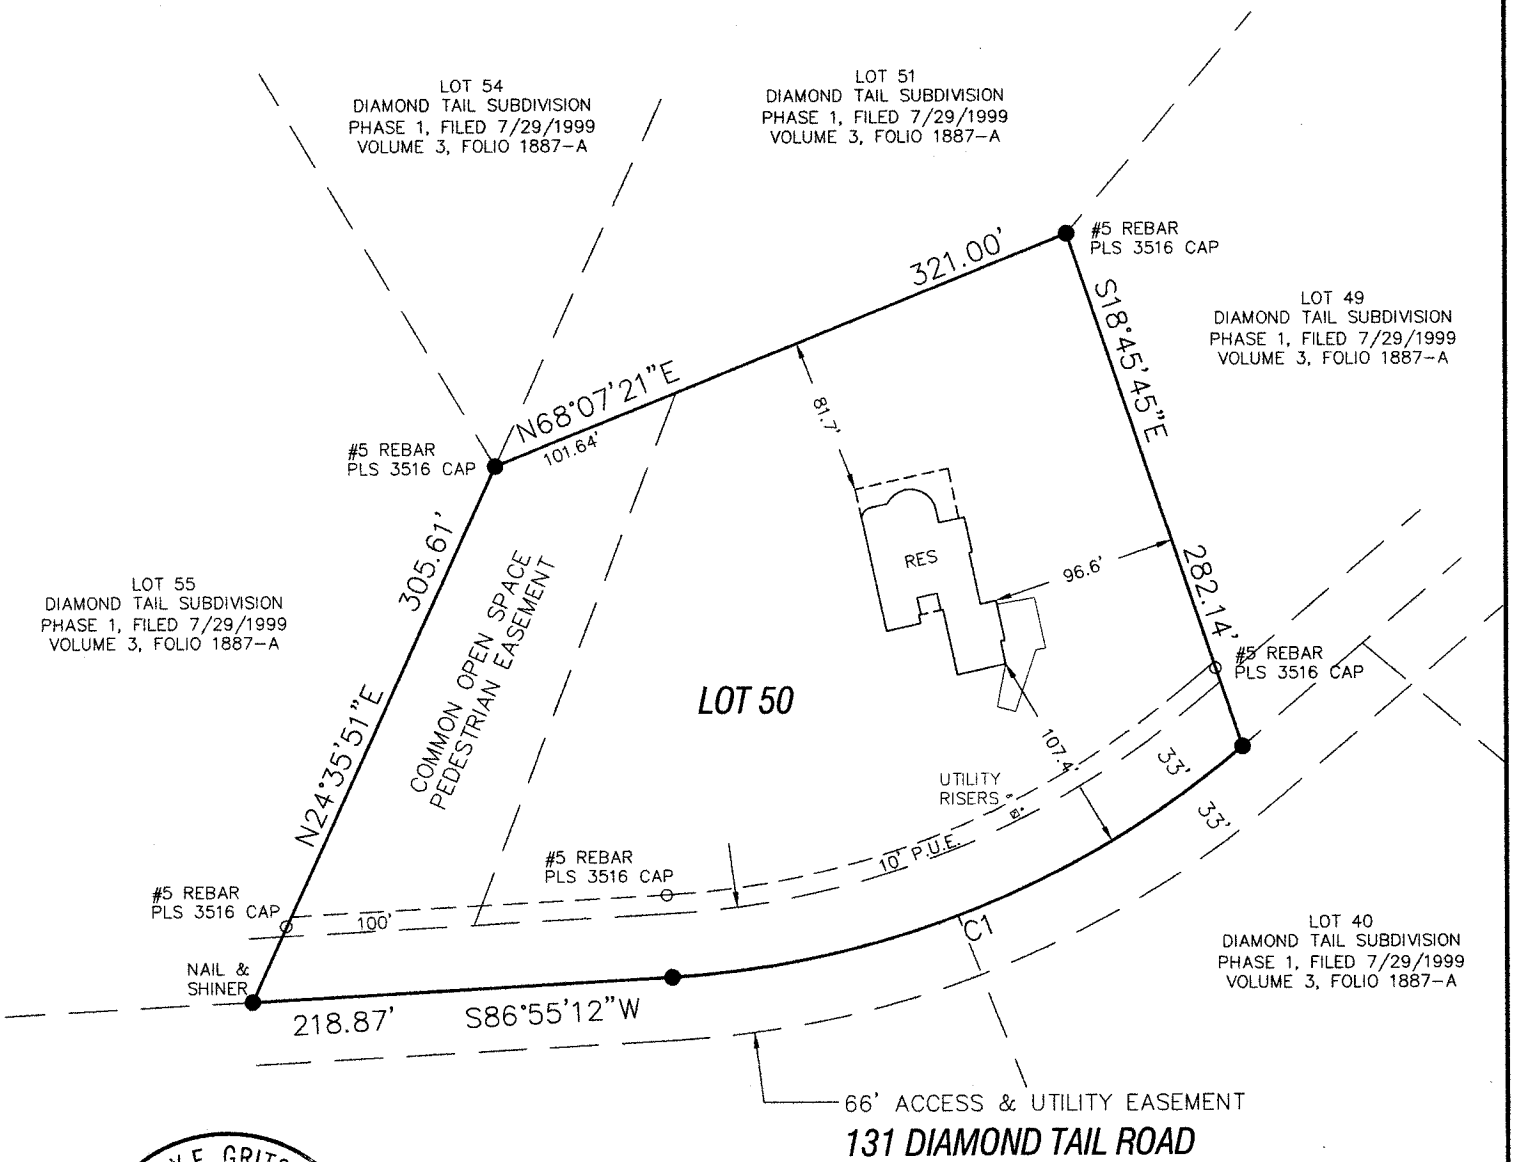 LOT 54
DIAMOND TAIL SUBDIVISION
PHASE 1, FILED 7/29/1999
VOLUME 3, FOLIO 1887-A
LOT 51
DIAMOND TAIL SUBDIVISION
PHASE 1, FILED 7/29/1999
VOLUME 3, FOLIO 1887-A
#5 REBAR
PLS 3516 CAP
321.00'
N68°07'21"E
101.64'
S18°45'45"E
282.14'
LOT 49
DIAMOND TAIL SUBDIVISION
PHASE 1, FILED 7/29/1999
VOLUME 3, FOLIO 1887-A
#5 REBAR
PLS 3516 CAP
81.7'
RES
96.6'
305.61'
N24°35'51"E
COMMON OPEN SPACE
PEDESTRIAN EASEMENT
LOT 55
DIAMOND TAIL SUBDIVISION
PHASE 1, FILED 7/29/1999
VOLUME 3, FOLIO 1887-A
#5 REBAR
PLS 3516 CAP
LOT 50
107.4'
33'
33'
UTILITY
RISERS
10' P.U.E.
#5 REBAR
PLS 3516 CAP
#5 REBAR
PLS 3516 CAP
100'
NAIL &
SHINER
218.87'
S86°55'12"W
C1
LOT 40
DIAMOND TAIL SUBDIVISION
PHASE 1, FILED 7/29/1999
VOLUME 3, FOLIO 1887-A
66' ACCESS & UTILITY EASEMENT
131 DIAMOND TAIL ROAD